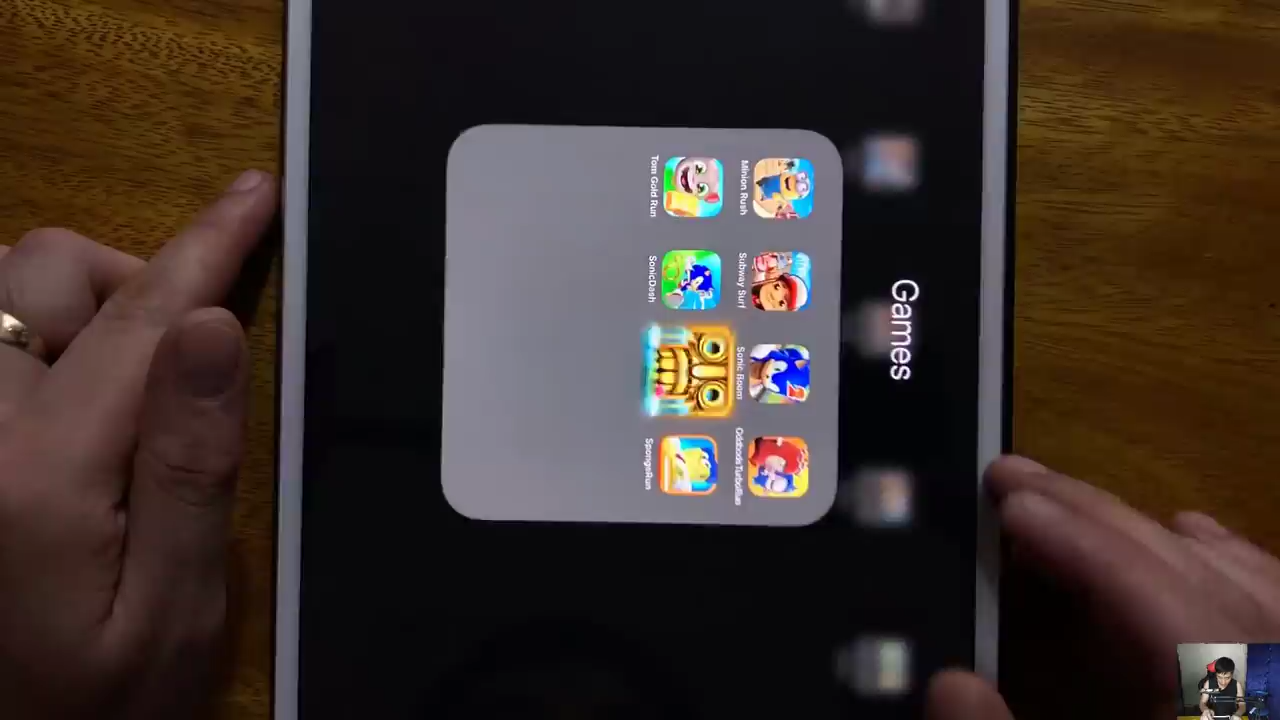 Games
Minion Rush
Subway Surf
Sonic Boom
Oddbods Turbo Run
Tom Gold Run
SonicDash
SpongeRun